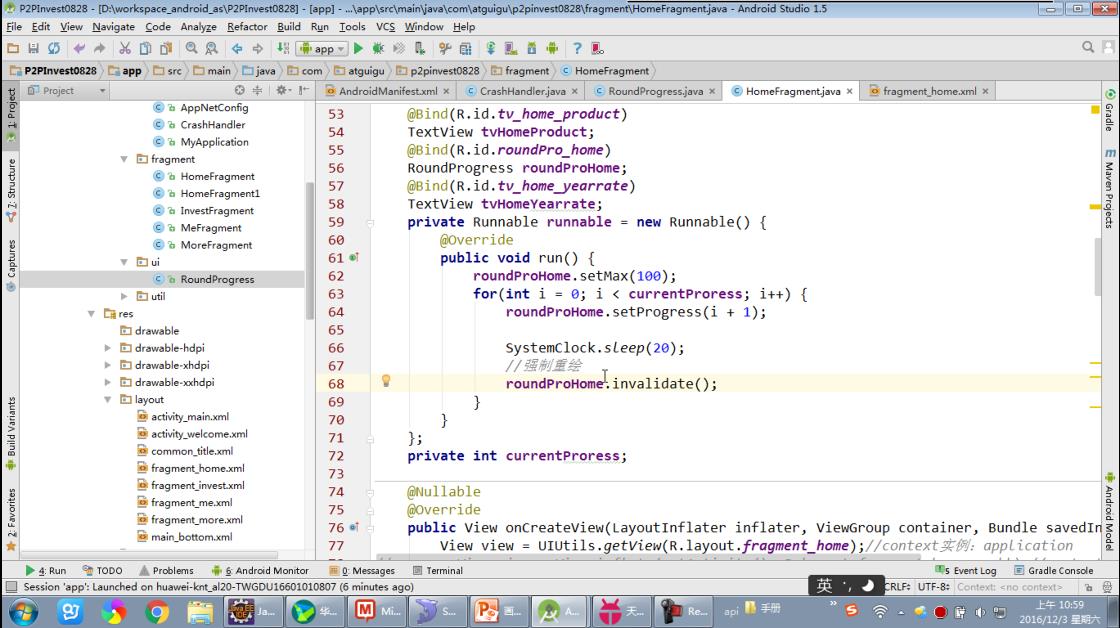 P2PInvest0828 - [D:\workspace_android_as\P2PInvest0828] - [app] - ...\app\src\main\java\com\atguigu\p2pinvest0828\fragment\HomeFragment.java - Android Studio 1.5
File Edit View Navigate Code Analyze Refactor Build Run Tools VCS Window Help
app
P2PInvest0828 app src main java com atguigu p2pinvest0828 fragment HomeFragment
Project
AndroidManifest.xml CrashHandler.java RoundProgress.java HomeFragment.java fragment_home.xml
1: Project
7: Structure
Captures
Build Variants
2: Favorites
AppNetConfig
CrashHandler
MyApplication
fragment
HomeFragment
HomeFragment1
InvestFragment
MeFragment
MoreFragment
ui
RoundProgress
util
res
drawable
drawable-hdpi
drawable-xhdpi
drawable-xxhdpi
layout
activity_main.xml
activity_welcome.xml
common_title.xml
fragment_home.xml
fragment_invest.xml
fragment_me.xml
fragment_more.xml
main_bottom.xml
53 @Bind(R.id.tv_home_product)
54 TextView tvHomeProduct;
55 @Bind(R.id.roundPro_home)
56 RoundProgress roundProHome;
57 @Bind(R.id.tv_home_yearrate)
58 TextView tvHomeYearrate;
59 private Runnable runnable = new Runnable() {
60 @Override
61 public void run() {
62 roundProHome.setMax(100);
63 for(int i = 0; i < currentProress; i++) {
64 roundProHome.setProgress(i + 1);
65
66 SystemClock.sleep(20);
67 //强制重绘
68 roundProHome.invalidate();
69 }
70 }
71 };
72 private int currentProress;
73
74 @Nullable
75 @Override
76 public View onCreateView(LayoutInflater inflater, ViewGroup container, Bundle savedIn
77 View view = UIUtils.getView(R.layout.fragment_home);//context实例: application
Gradle
Maven Projects
Android Model
4: Run TODO Problems 6: Android Monitor 0: Messages Terminal 5 Event Log Gradle Console
Session 'app': Launched on huawei-knt_al20-TWGDU16601010807 (6 minutes ago)
英 CRLF÷ UTF-8÷ Context: <no context>
Ja... 华... Mi... S... 画... A... 天... Re... api 手册
上午 10:59
2016/12/3 星期六